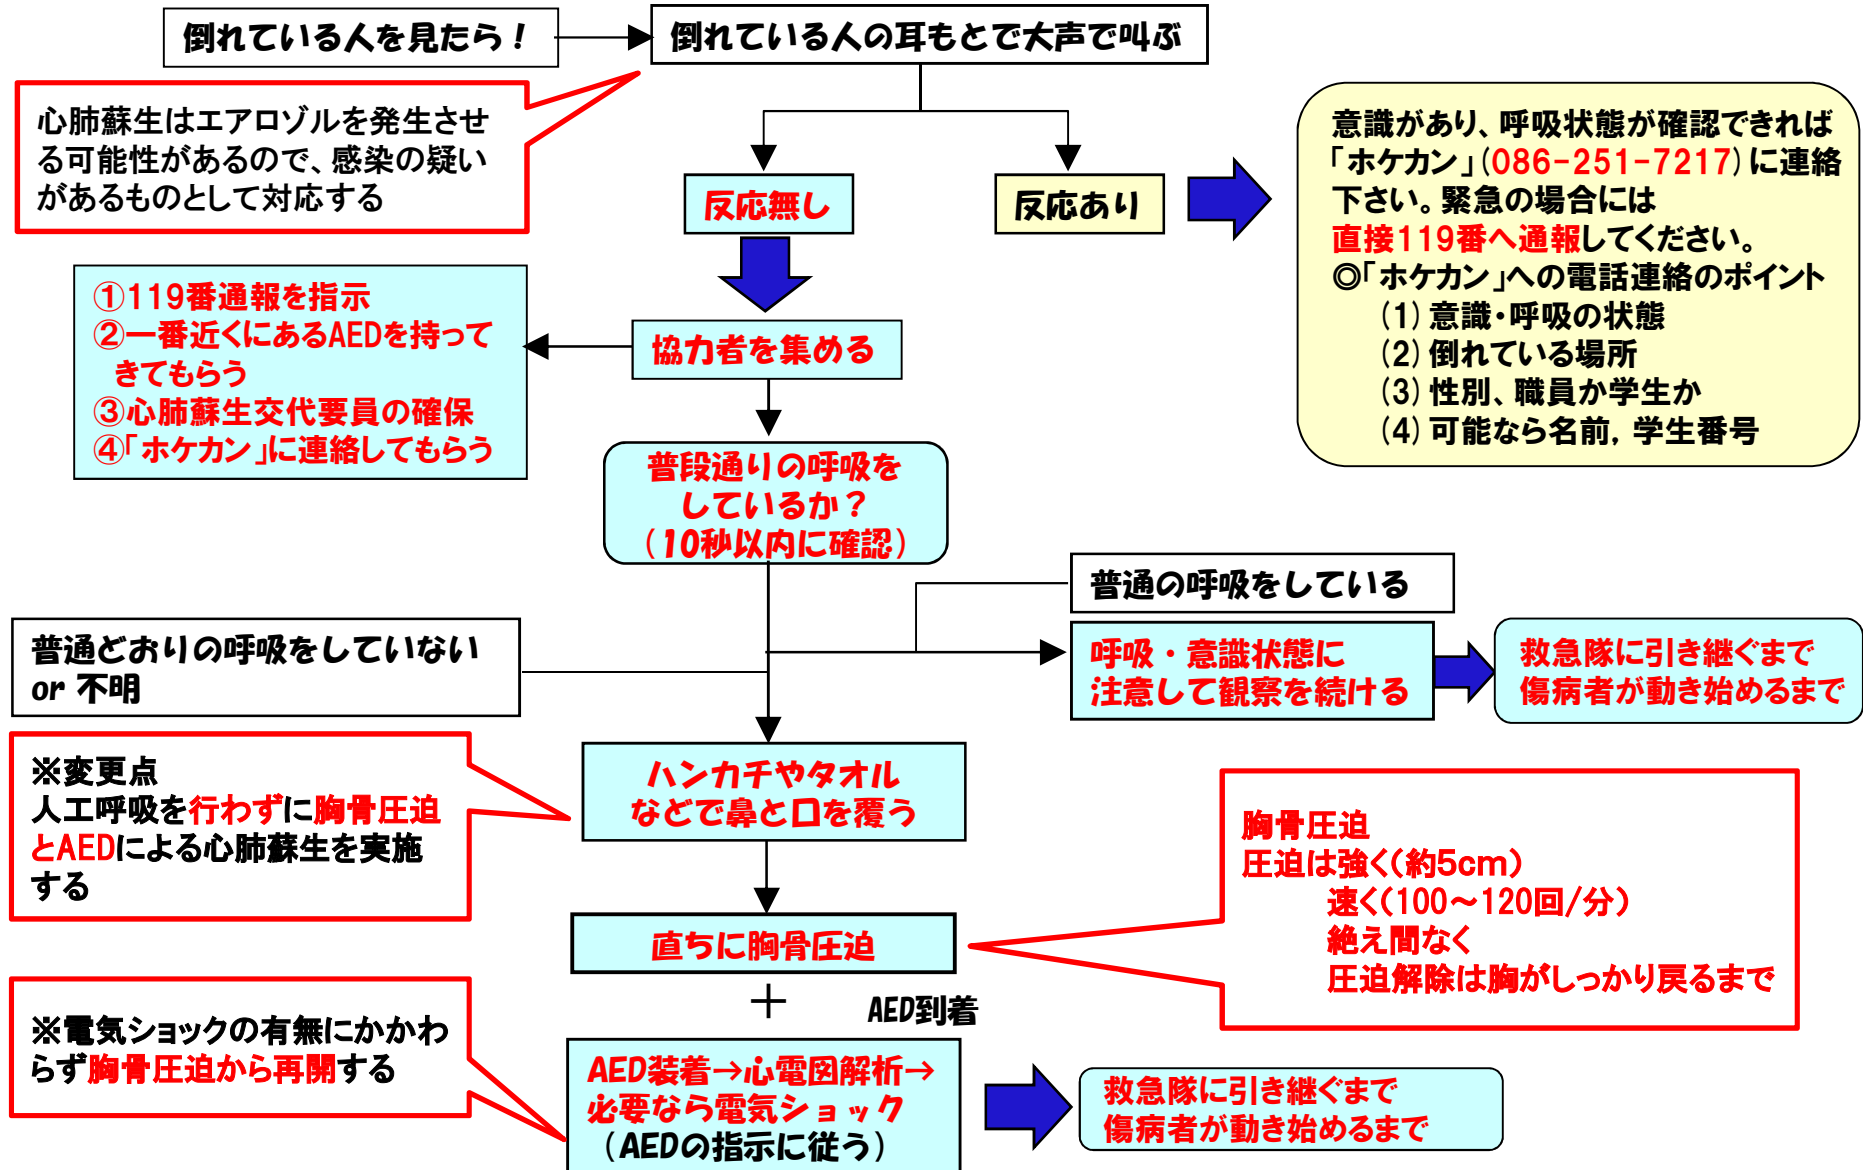 倒れている人を見たら！
倒れている人の耳もとで大声で叫ぶ
心肺蘇生はエアロゾルを発生させ
る可能性があるので、感染の疑い
があるものとして対応する
反応無し
反応あり
意識があり、呼吸状態が確認できれば
「ホケカン」(086-251-7217)に連絡
下さい。緊急の場合には
直接119番へ通報してください。
◎「ホケカン」への電話連絡のポイント
(1)意識・呼吸の状態
(2)倒れている場所
(3)性別、職員か学生か
(4)可能なら名前,学生番号
①119番通報を指示
②一番近くにあるAEDを持って
きてもらう
③心肺蘇生交代要員の確保
④「ホケカン」に連絡してもらう
協力者を集める
普段通りの呼吸を
しているか？
(10秒以内に確認)
普通の呼吸をしている
普通どおりの呼吸をしていない
or 不明
呼吸・意識状態に
注意して観察を続ける
救急隊に引き継ぐまで
傷病者が動き始めるまで
※変更点
人工呼吸を行わずに胸骨圧迫
とAEDによる心肺蘇生を実施
する
ハンカチやタオル
などで鼻と口を覆う
胸骨圧迫
圧迫は強く(約5cm)
速く(100～120回/分)
絶え間なく
圧迫解除は胸がしっかり戻るまで
直ちに胸骨圧迫
＋ AED到着
※電気ショックの有無にかかわ
らず胸骨圧迫から再開する
AED装着→心電図解析→
必要なら電気ショック
(AEDの指示に従う)
救急隊に引き継ぐまで
傷病者が動き始めるまで